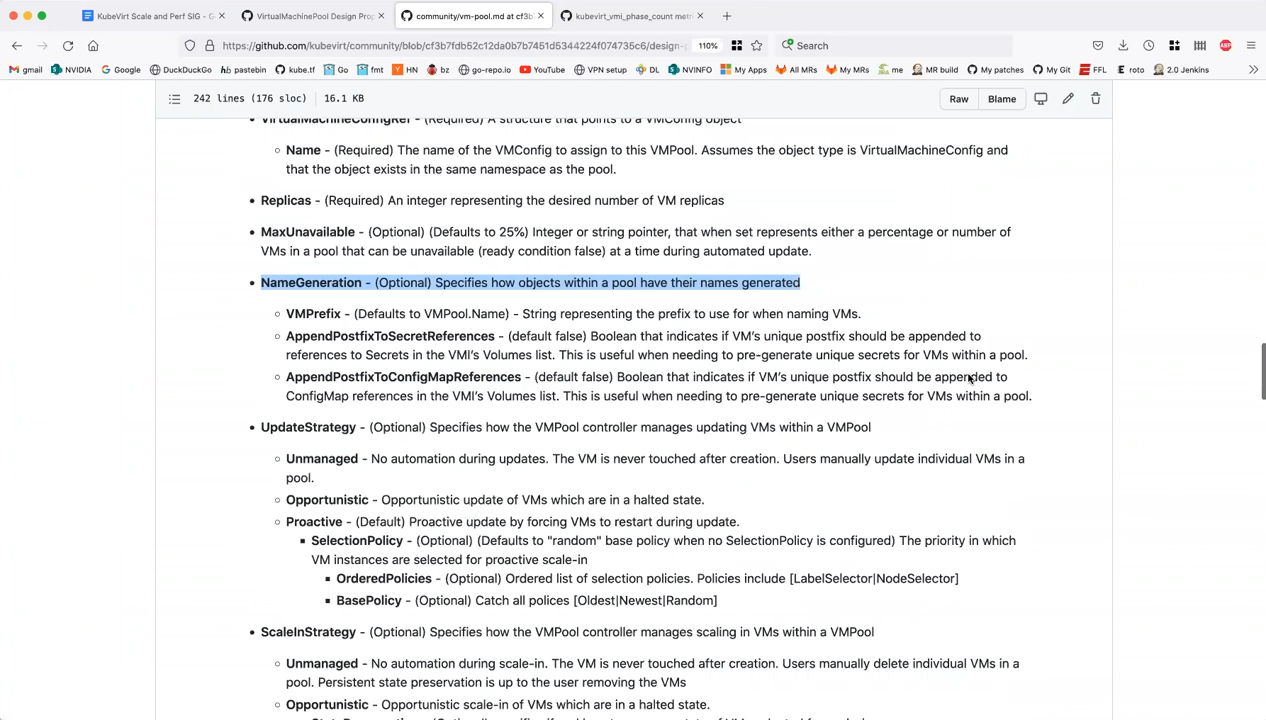 KubeVirt Scale and Perf SIG - G
VirtualMachinePool Design Prop
community/vm-pool.md at cf3b
kubevirt_vmi_phase_count metri
https://github.com/kubevirt/community/blob/cf3b7fdb52c12da0b7b7451d5344224f074735c6/design-p
110%
Search
gmail
NVIDIA
Google
DuckDuckGo
hb pastebin
kube.tf
Go
fmt
HN
bz
go-repo.io
YouTube
VPN setup
DL
NVINFO
My Apps
All MRs
My MRs
me
MR build
My patches
My Git
FFL
roto
2.0 Jenkins
242 lines (176 sloc) 16.1 KB
Raw
Blame
VirtualMachineConfigRef - (Required) A structure that points to a VMConfig object
Name - (Required) The name of the VMConfig to assign to this VMPool. Assumes the object type is VirtualMachineConfig and
that the object exists in the same namespace as the pool.
Replicas - (Required) An integer representing the desired number of VM replicas
MaxUnavailable - (Optional) (Defaults to 25%) Integer or string pointer, that when set represents either a percentage or number of
VMs in a pool that can be unavailable (ready condition false) at a time during automated update.
NameGeneration - (Optional) Specifies how objects within a pool have their names generated
VMPrefix - (Defaults to VMPool.Name) - String representing the prefix to use for when naming VMs.
AppendPostfixToSecretReferences - (default false) Boolean that indicates if VM's unique postfix should be appended to
references to Secrets in the VMI's Volumes list. This is useful when needing to pre-generate unique secrets for VMs within a pool.
AppendPostfixToConfigMapReferences - (default false) Boolean that indicates if VM's unique postfix should be appended to
ConfigMap references in the VMI's Volumes list. This is useful when needing to pre-generate unique secrets for VMs within a pool.
UpdateStrategy - (Optional) Specifies how the VMPool controller manages updating VMs within a VMPool
Unmanaged - No automation during updates. The VM is never touched after creation. Users manually update individual VMs in a
pool.
Opportunistic - Opportunistic update of VMs which are in a halted state.
Proactive - (Default) Proactive update by forcing VMs to restart during update.
SelectionPolicy - (Optional) (Defaults to "random" base policy when no SelectionPolicy is configured) The priority in which
VM instances are selected for proactive scale-in
OrderedPolicies - (Optional) Ordered list of selection policies. Policies include [LabelSelector|NodeSelector]
BasePolicy - (Optional) Catch all polices [Oldest|Newest|Random]
ScaleInStrategy - (Optional) Specifies how the VMPool controller manages scaling in VMs within a VMPool
Unmanaged - No automation during scale-in. The VM is never touched after creation. Users manually delete individual VMs in a
pool. Persistent state preservation is up to the user removing the VMs
Opportunistic - Opportunistic scale-in of VMs which are in a halted state.